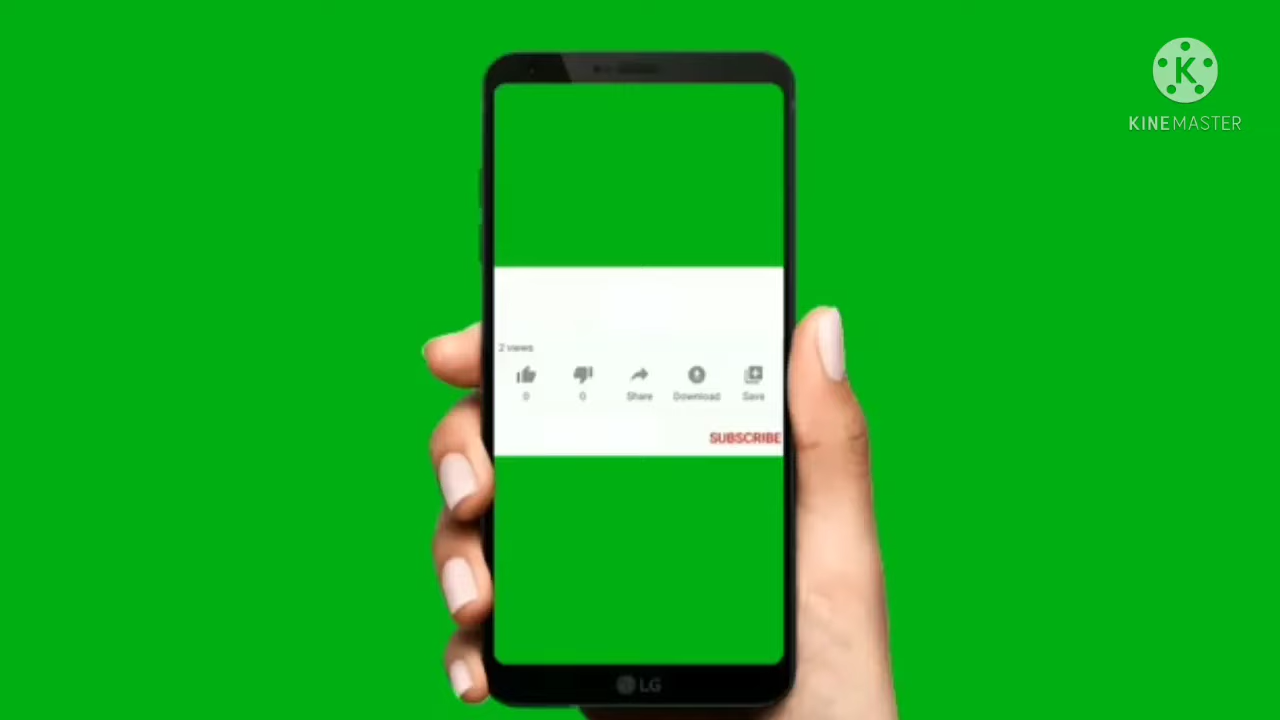 K
KINEMASTER
2 views
0 0 Share Download Save
SUBSCRIBE
LG